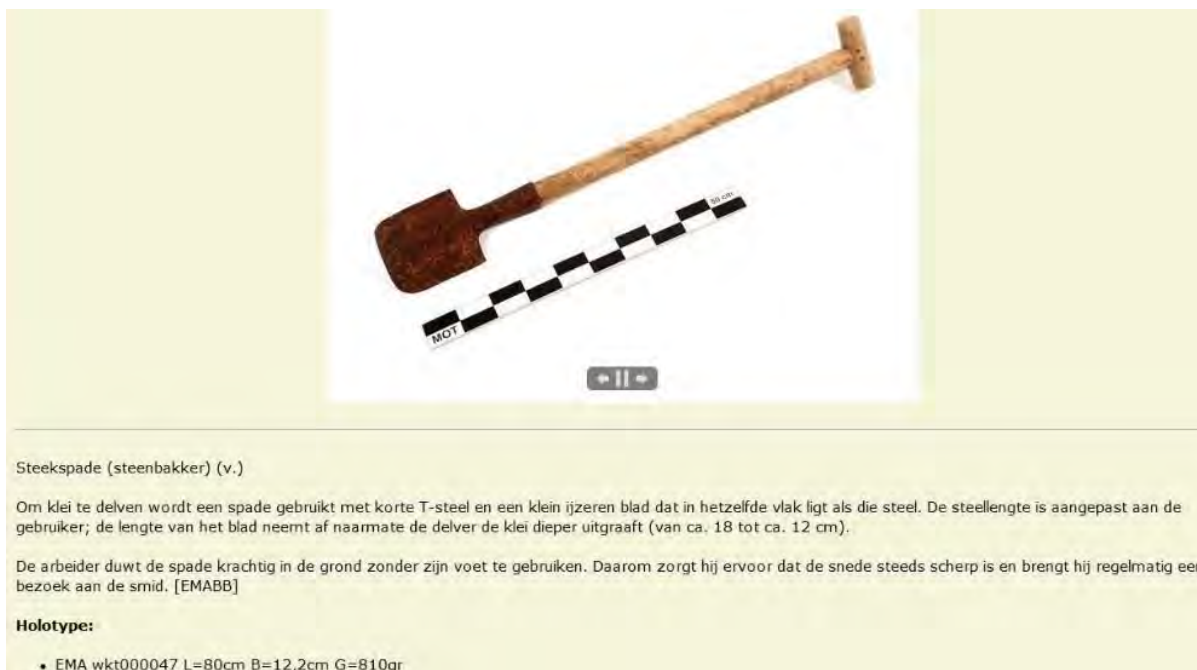 50 cm
MOT
Steekspade (steenbakker) (v.)
Om klei te delven wordt een spade gebruikt met korte T-steel en een klein ijzeren blad dat in hetzelfde vlak ligt als die steel. De steellengte is aangepast aan de
gebruiker; de lengte van het blad neemt af naarmate de delver de klei dieper uitgraaft (van ca. 18 tot ca. 12 cm).
De arbeider duwt de spade krachtig in de grond zonder zijn voet te gebruiken. Daarom zorgt hij ervoor dat de snede steeds scherp is en brengt hij regelmatig een
bezoek aan de smid. [EMABB]
Holotype:
• EMA wkt000047 L=80cm B=12.2cm G=810gr